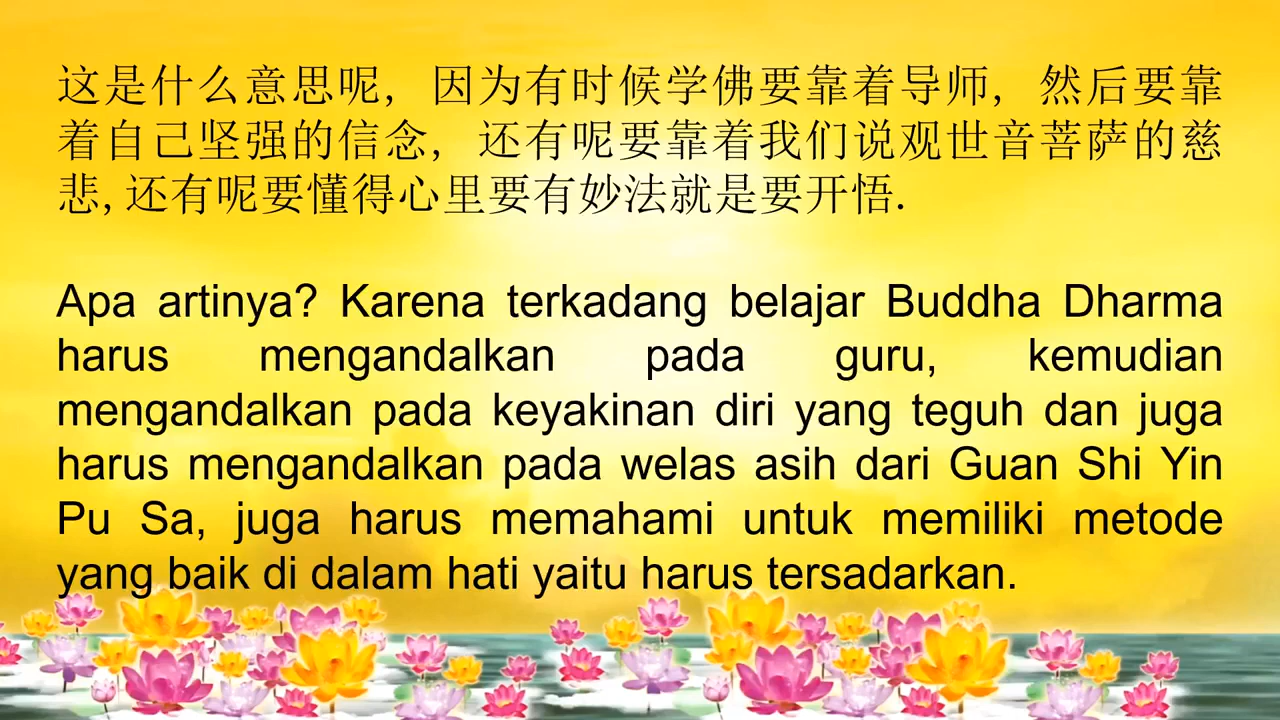 这是什么意思呢, 因为有时候学佛要靠着导师, 然后要靠
着自己坚强的信念, 还有呢要靠着我们说观世音菩萨的慈
悲, 还有呢要懂得心里要有妙法就是要开悟.
Apa artinya? Karena terkadang belajar Buddha Dharma
harus mengandalkan pada guru, kemudian
mengandalkan pada keyakinan diri yang teguh dan juga
harus mengandalkan pada welas asih dari Guan Shi Yin
Pu Sa, juga harus memahami untuk memiliki metode
yang baik di dalam hati yaitu harus tersadarkan.